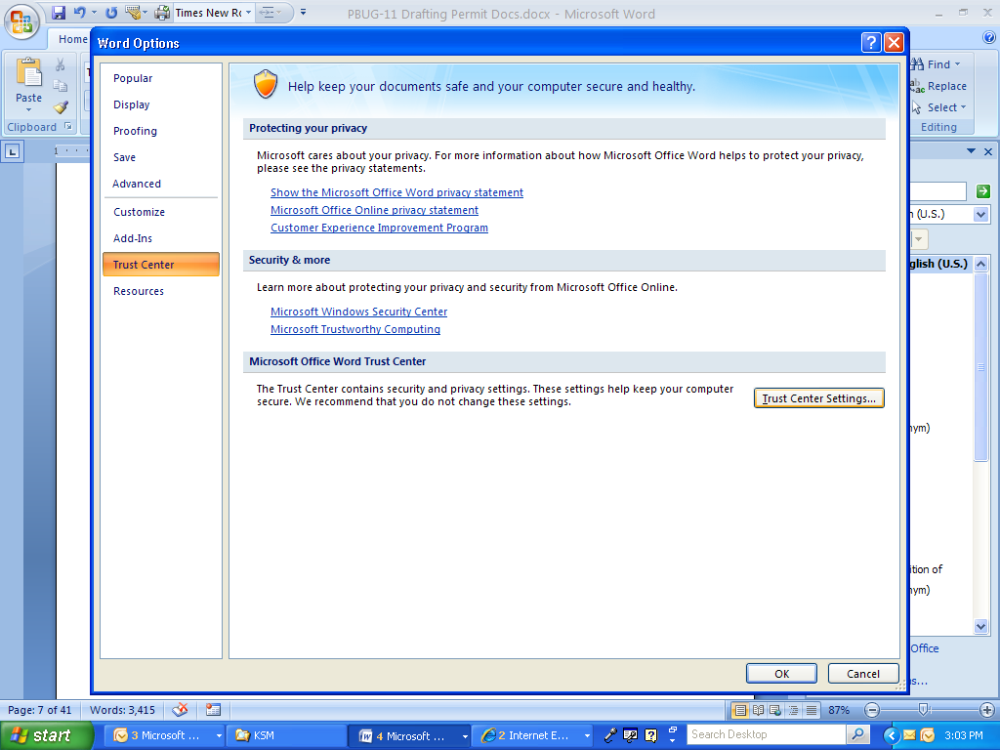 Times New Ro
PBUG-11 Drafting Permit Docs.docx - Microsoft Word
Home
Word Options
Paste
Clipboard
Find
Replace
Select
Editing
Popular
Display
Proofing
Save
Advanced
Customize
Add-Ins
Trust Center
Resources
Help keep your documents safe and your computer secure and healthy.
Protecting your privacy
Microsoft cares about your privacy. For more information about how Microsoft Office Word helps to protect your privacy,
please see the privacy statements.
Show the Microsoft Office Word privacy statement
Microsoft Office Online privacy statement
Customer Experience Improvement Program
Security & more
Learn more about protecting your privacy and security from Microsoft Office Online.
Microsoft Windows Security Center
Microsoft Trustworthy Computing
Microsoft Office Word Trust Center
The Trust Center contains security and privacy settings. These settings help keep your computer
secure. We recommend that you do not change these settings.
Trust Center Settings...
OK
Cancel
(U.S.)
glish (U.S.)
nym)
ition of
nym)
Office
s...
Page: 7 of 41
Words: 3,415
87%
start
3 Microsoft ...
KSM
4 Microsoft ...
2 Internet E...
Search Desktop
3:03 PM